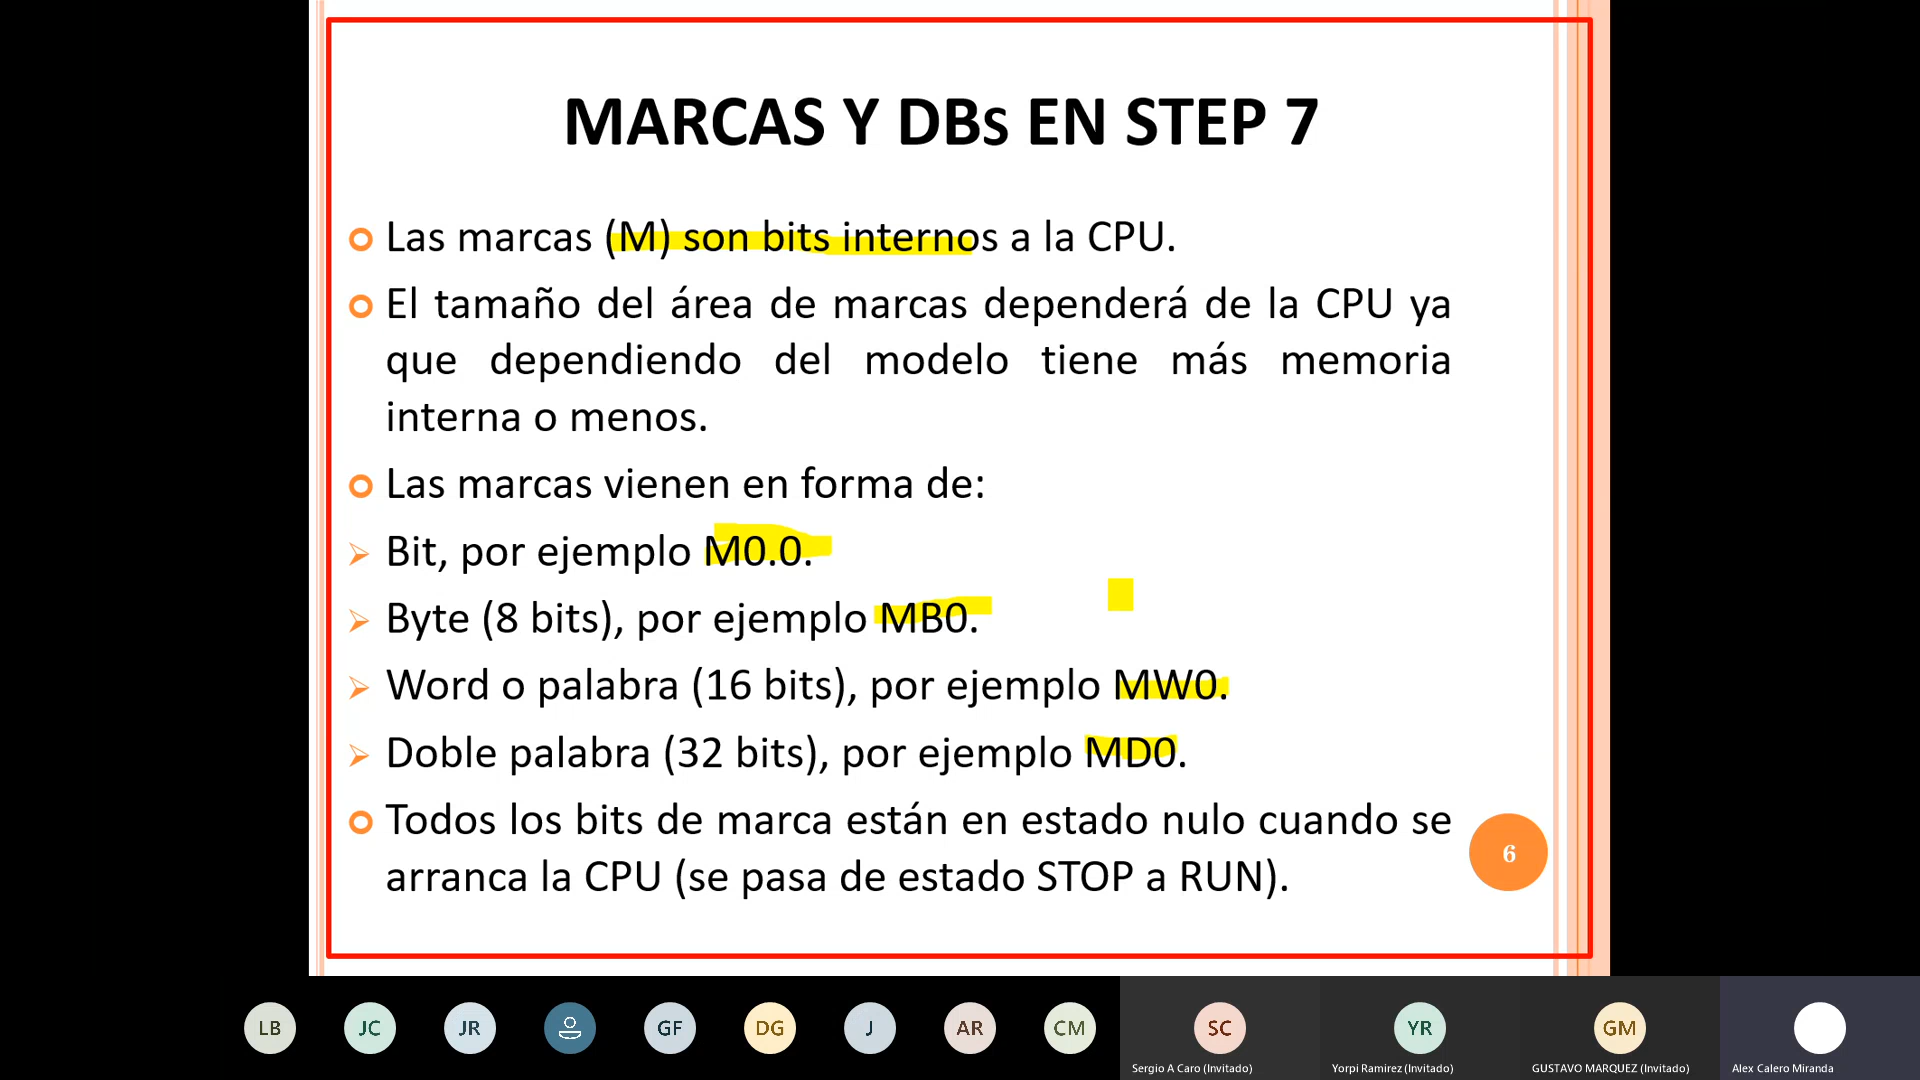 MARCAS Y DBs EN STEP 7
Las marcas (M) son bits internos a la CPU.
El tamaño del área de marcas dependerá de la CPU ya
que dependiendo del modelo tiene más memoria
interna o menos.
Las marcas vienen en forma de:
Bit, por ejemplo M0.0.
Byte (8 bits), por ejemplo MB0.
Word o palabra (16 bits), por ejemplo MW0.
Doble palabra (32 bits), por ejemplo MD0.
Todos los bits de marca están en estado nulo cuando se
arranca la CPU (se pasa de estado STOP a RUN).
6
LB JC JR GF DG J AR CM SC YR GM
Sergio A Caro (Invitado) Yorpi Ramirez (Invitado) GUSTAVO MARQUEZ (Invitado) Alex Calero Miranda